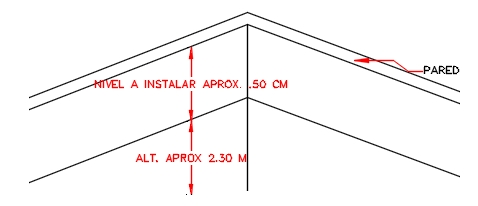 PARED
NIVEL A INSTALAR APROX. .50 CM
ALT. APROX 2.30 M